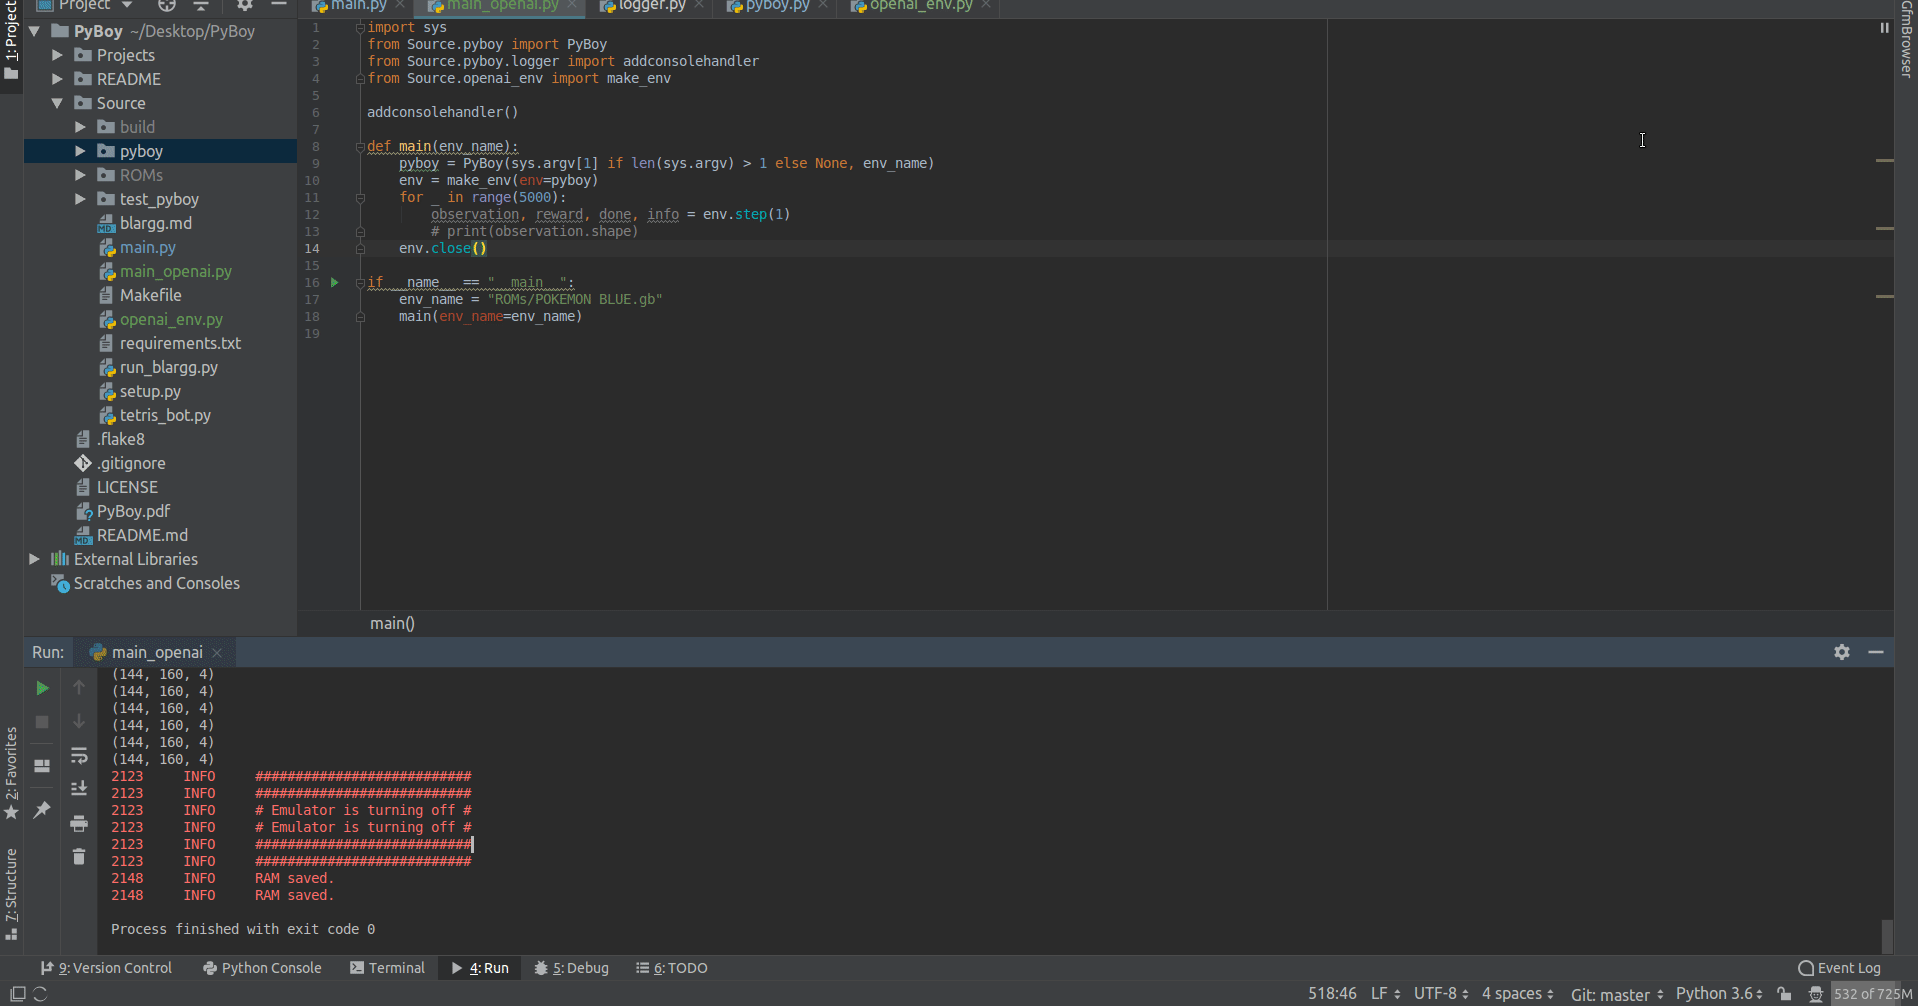 Project
main.py
main_openai.py
logger.py
pyboy.py
openai_env.py
1: Project
GfmBrowser
PyBoy ~/Desktop/PyBoy
Projects
README
Source
build
pyboy
ROMs
test_pyboy
blargg.md
main.py
main_openai.py
Makefile
openai_env.py
requirements.txt
run_blargg.py
setup.py
tetris_bot.py
.flake8
.gitignore
LICENSE
PyBoy.pdf
README.md
External Libraries
Scratches and Consoles
1 import sys
2 from Source.pyboy import PyBoy
3 from Source.pyboy.logger import addconsolehandler
4 from Source.openai_env import make_env
5
6 addconsolehandler()
7
8 def main(env_name):
9 pyboy = PyBoy(sys.argv[1] if len(sys.argv) > 1 else None, env_name)
10 env = make_env(env=pyboy)
11 for _ in range(5000):
12 observation, reward, done, info = env.step(1)
13 # print(observation.shape)
14 env.close()
15
16 if __name__ == "__main__":
17 env_name = "ROMs/POKEMON BLUE.gb"
18 main(env_name=env_name)
19
main()
Run: main_openai
(144, 160, 4)
(144, 160, 4)
(144, 160, 4)
(144, 160, 4)
(144, 160, 4)
(144, 160, 4)
2123 INFO ###########################
2123 INFO ###########################
2123 INFO # Emulator is turning off #
2123 INFO # Emulator is turning off #
2123 INFO ###########################
2123 INFO ###########################
2148 INFO RAM saved.
2148 INFO RAM saved.
Process finished with exit code 0
2: Favorites
7: Structure
9: Version Control
Python Console
Terminal
4: Run
5: Debug
6: TODO
Event Log
518:46 LF UTF-8 4 spaces Git: master Python 3.6 532 of 725M